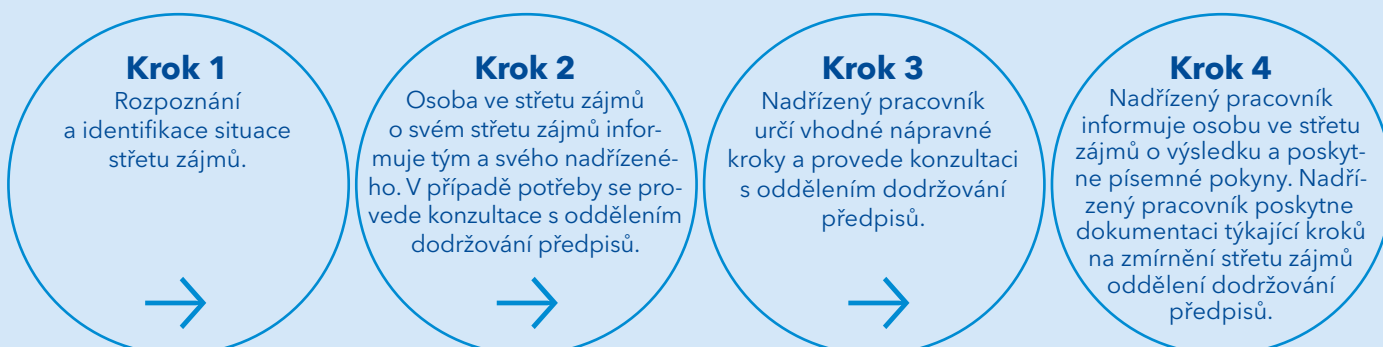 Krok 1
Rozpoznání
a identifikace situace
střetu zájmů.
Krok 2
Osoba ve střetu zájmů
o svém střetu zájmů infor-
muje tým a svého nadřízené-
ho. V případě potřeby se pro-
vede konzultace s oddělením
dodržování předpisů.
Krok 3
Nadřízený pracovník
určí vhodné nápravné
kroky a provede konzultaci
s oddělením dodržování
předpisů.
Krok 4
Nadřízený pracovník
informuje osobu ve střetu
zájmů o výsledku a poskyt-
ne písemné pokyny. Nadří-
zený pracovník poskytne
dokumentaci týkající kroků
na zmírnění střetu zájmů
oddělení dodržování
předpisů.